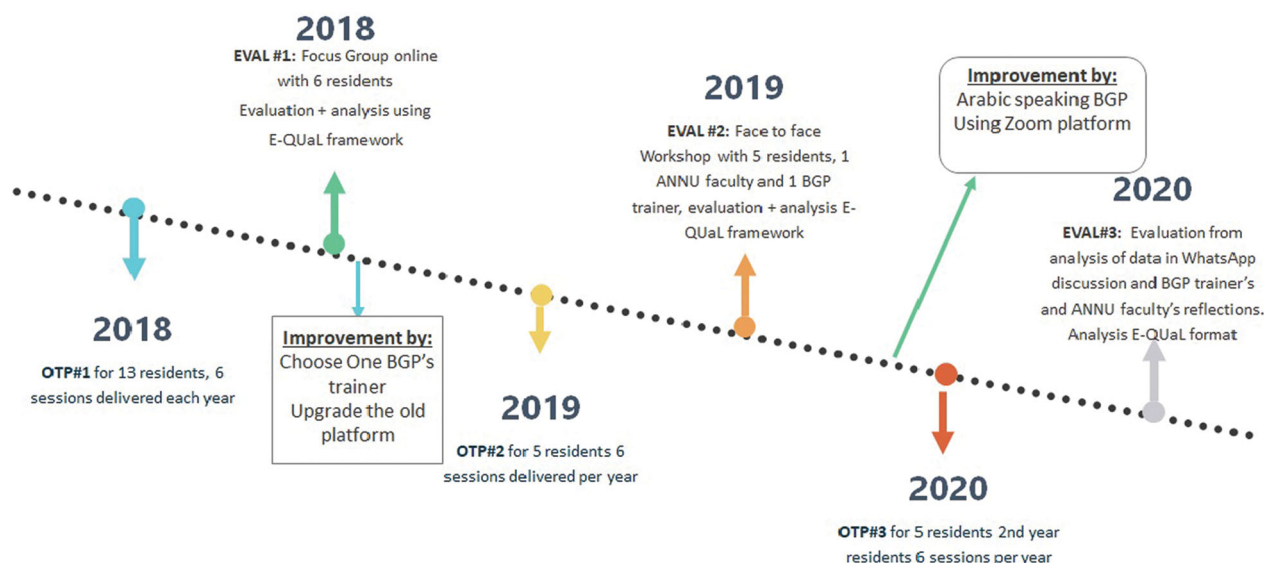 2018
EVAL #1: Focus Group online
with 6 residents
Evaluation + analysis using
E-QUaL framework
2018
OTP#1 for 13 residents, 6
sessions delivered each year
Improvement by:
Choose One BGP's
trainer
Upgrade the old
platform
2019
OTP#2 for 5 residents 6
sessions delivered per year
2019
EVAL #2: Face to face
Workshop with 5 residents, 1
ANNU faculty and 1 BGP
trainer, evaluation + analysis E-
QUaL framework
Improvement by:
Arabic speaking BGP
Using Zoom platform
2020
OTP#3 for 5 residents 2nd year
residents 6 sessions per year
2020
EVAL#3: Evaluation from
analysis of data in WhatsApp
discussion and BGP trainer's
and ANNU faculty's reflections.
Analysis E-QUaL format